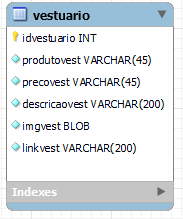 vestuario
idvestuario INT
produtovest VARCHAR(45)
precovest VARCHAR(45)
descricaovest VARCHAR(200)
imgvest BLOB
linkvest VARCHAR(200)
Indexes